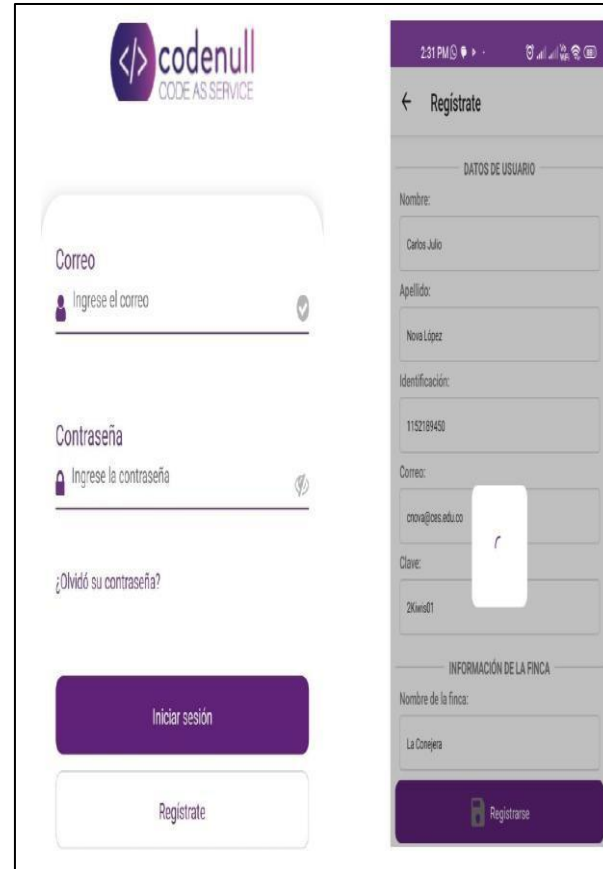 </> codenull
CODE AS SERVICE
Correo
Ingrese el correo
Contraseña
Ingrese la contraseña
¿Olvidó su contraseña?
Iniciar sesión
Regístrate
2:31 PM
Regístrate
DATOS DE USUARIO
Nombre:
Carlos Julio
Apellido:
Nova López
Identificación:
1152189450
Correo:
cnova@ces.edu.co
Clave:
2Kiwis01
INFORMACIÓN DE LA FINCA
Nombre de la finca:
La Conejera
Registrarse